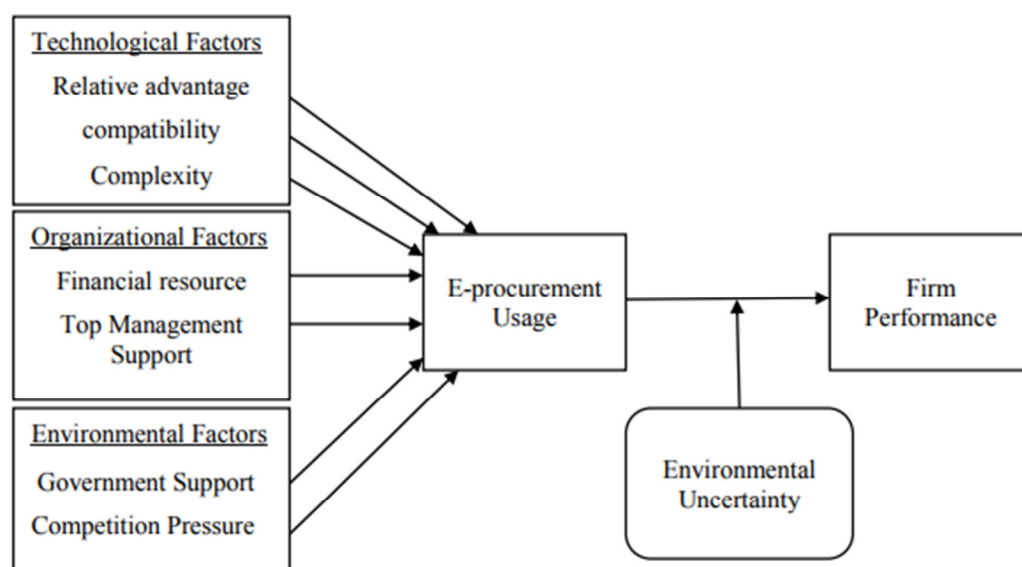 Technological Factors
Relative advantage
compatibility
Complexity
Organizational Factors
Financial resource
Top Management
Support
Environmental Factors
Government Support
Competition Pressure
E-procurement
Usage
Firm
Performance
Environmental
Uncertainty